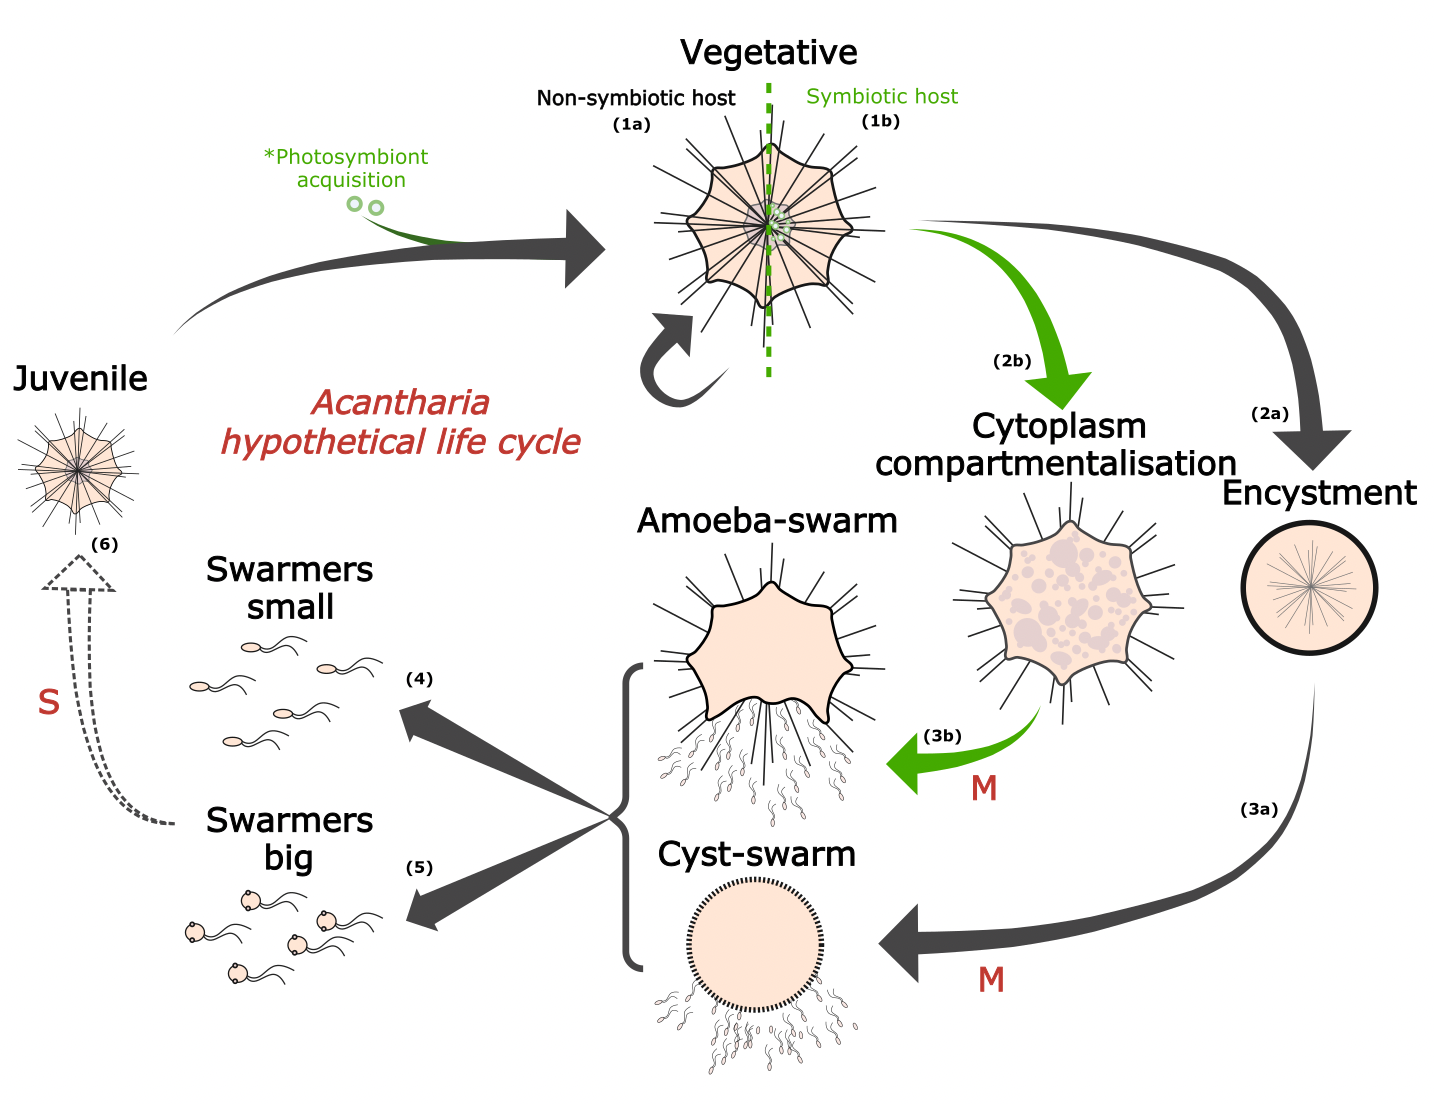 Vegetative
Non-symbiotic host
(1a)
Symbiotic host
(1b)
*Photosymbiont
acquisition
Juvenile
Acantharia
hypothetical life cycle
(2b)
(2a)
Cytoplasm
compartmentalisation
Encystment
Amoeba-swarm
(6)
Swarmers
small
(4)
S
(3b)
M
(3a)
Swarmers
big
(5)
Cyst-swarm
M